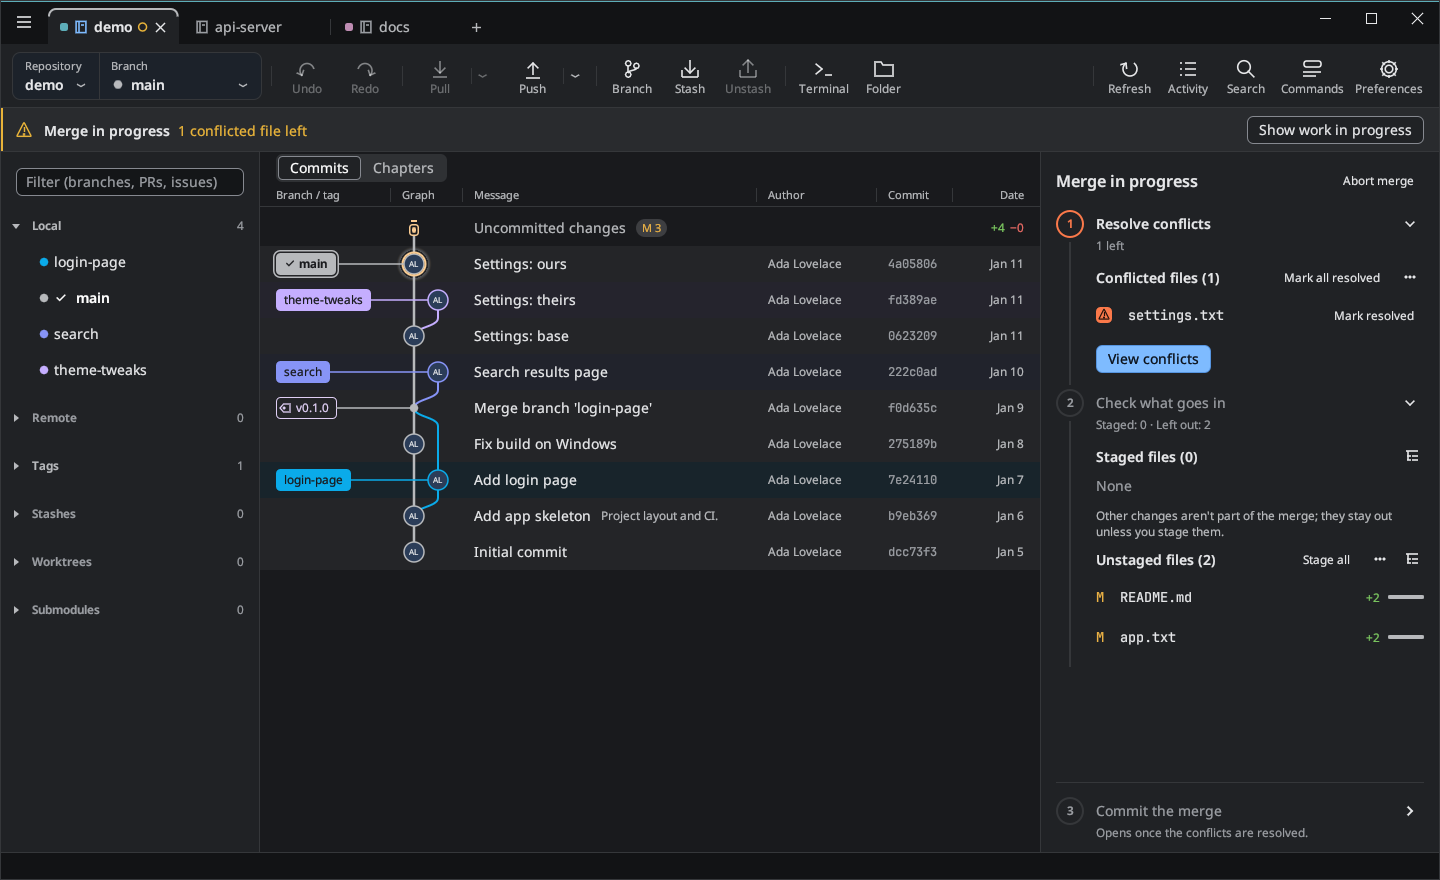 demo
api-server
docs
Repository
demo
Branch
main
Undo
Redo
Pull
Push
Branch
Stash
Unstash
Terminal
Folder
Refresh
Activity
Search
Commands
Preferences
Merge in progress 1 conflicted file left
Show work in progress
Filter (branches, PRs, issues)
Local 4
login-page
main
search
theme-tweaks
Remote 0
Tags 1
Stashes 0
Worktrees 0
Submodules 0
Commits Chapters
Branch / tag Graph Message Author Commit Date
Uncommitted changes M 3 +4 −0
main AL Settings: ours Ada Lovelace 4a05806 Jan 11
theme-tweaks AL Settings: theirs Ada Lovelace fd389ae Jan 11
AL Settings: base Ada Lovelace 0623209 Jan 11
search AL Search results page Ada Lovelace 222c0ad Jan 10
v0.1.0 Merge branch 'login-page' Ada Lovelace f0d635c Jan 9
AL Fix build on Windows Ada Lovelace 275189b Jan 8
login-page AL Add login page Ada Lovelace 7e24110 Jan 7
AL Add app skeleton Project layout and CI. Ada Lovelace b9eb369 Jan 6
AL Initial commit Ada Lovelace dcc73f3 Jan 5
Merge in progress Abort merge
1 Resolve conflicts
1 left
Conflicted files (1) Mark all resolved
settings.txt Mark resolved
View conflicts
2 Check what goes in
Staged: 0 · Left out: 2
Staged files (0)
None
Other changes aren't part of the merge; they stay out
unless you stage them.
Unstaged files (2) Stage all
M README.md +2
M app.txt +2
3 Commit the merge
Opens once the conflicts are resolved.